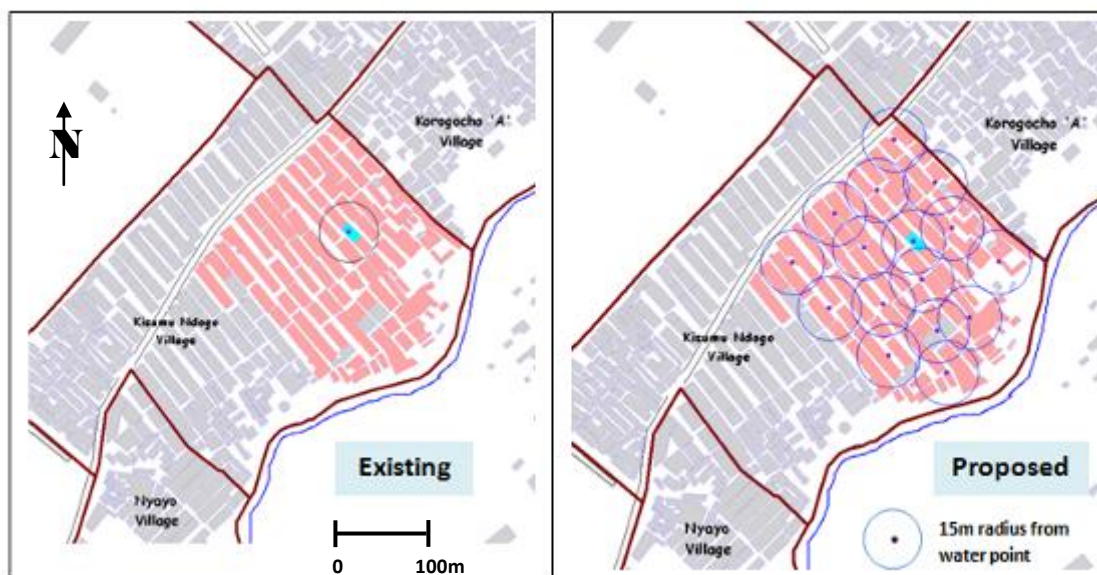 N
Korogocho 'A'
Village
Kisumu Ndogo
Village
Existing
Nyayo
Village
0 100m
Korogocho 'A'
Village
Kisumu Ndogo
Village
Proposed
Nyayo
Village
15m radius from
water point